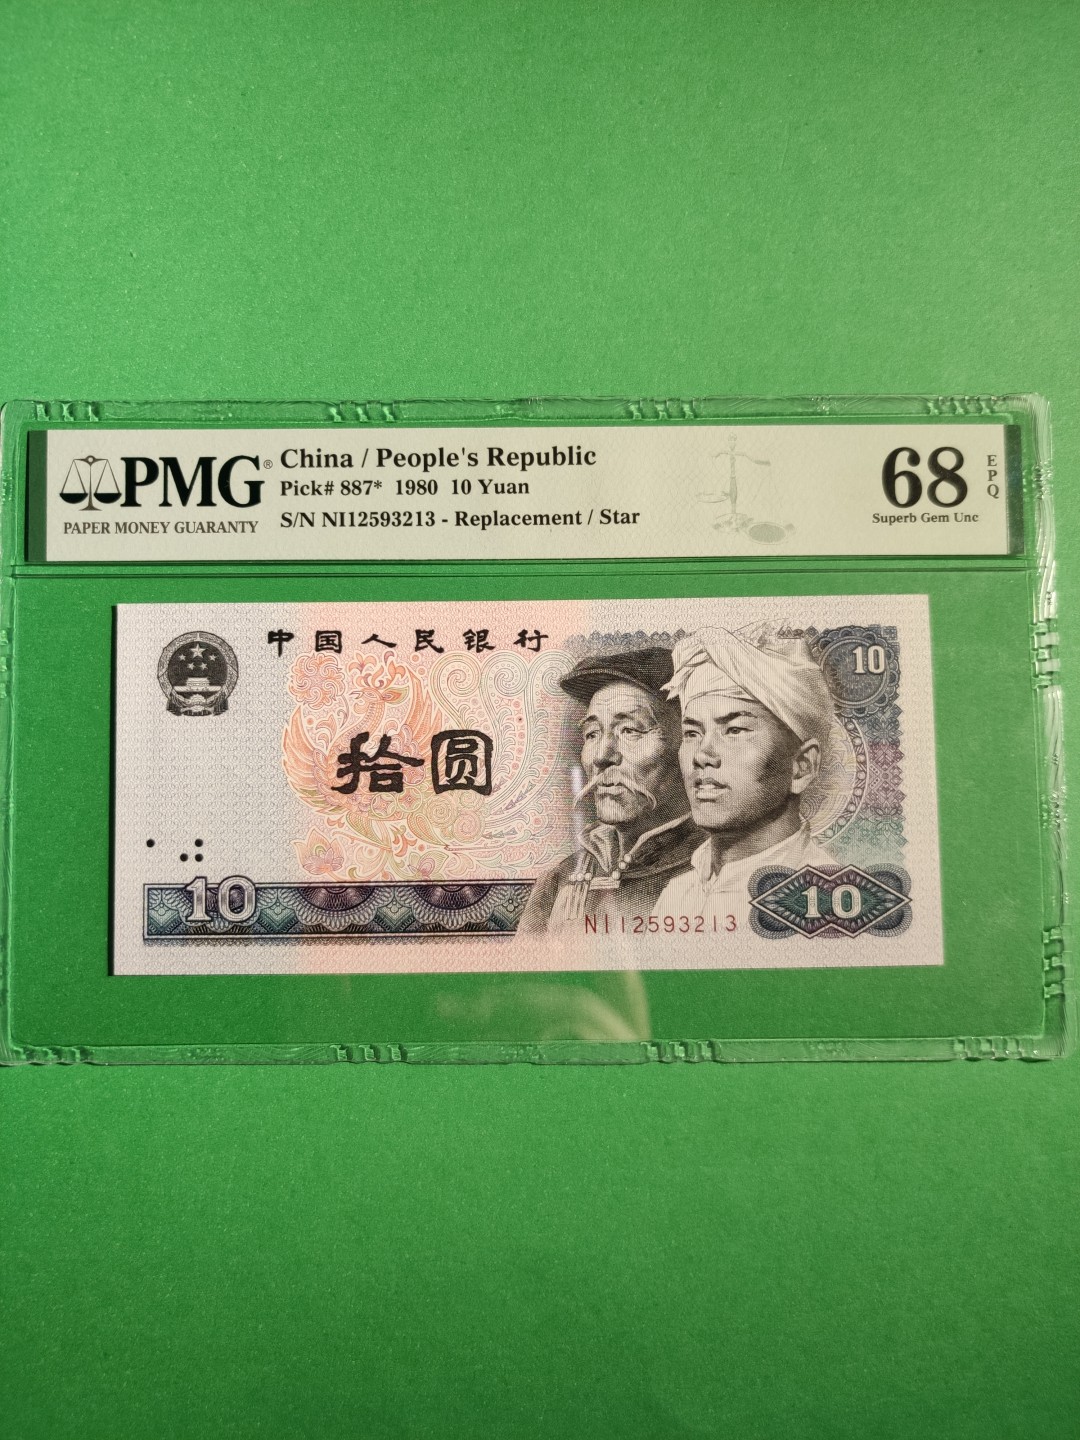 PMG®
PAPER MONEY GUARANTY
China / People's Republic
Pick# 887* 1980 10 Yuan
S/N NI12593213 - Replacement / Star
68
EPQ
Superb Gem Unc
中国人民银行
10
拾圆
10
NI12593213
10